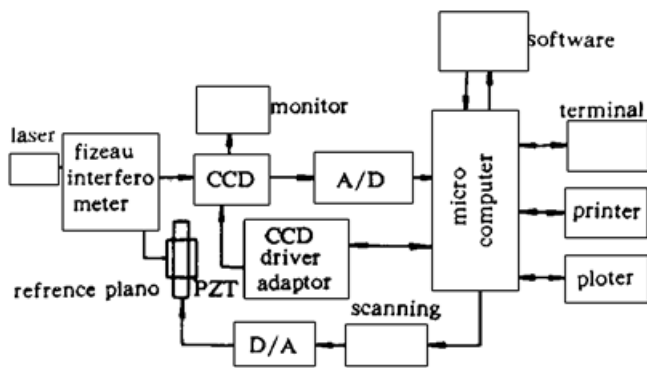 software
monitor
terminal
laser
fizeau
interfero
meter
CCD
A/D
micro
computer
printer
CCD
driver
adaptor
refrence plano
PZT
ploter
scanning
D/A